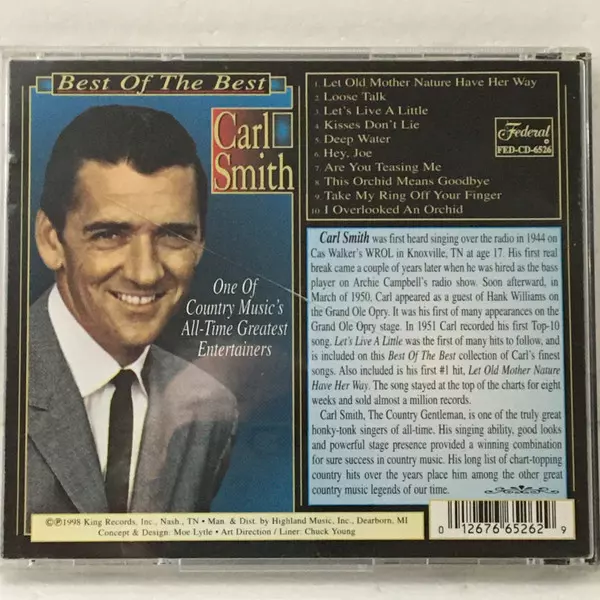 Best Of The Best
Carl
Smith
One Of
Country Music's
All-Time Greatest
Entertainers
1. Let Old Mother Nature Have Her Way
2. Loose Talk
3. Let's Live A Little
4. Kisses Don't Lie
5. Deep Water
6. Hey, Joe
7. Are You Teasing Me
8. This Orchid Means Goodbye
9. Take My Ring Off Your Finger
10. I Overlooked An Orchid
Federal
FED-CD-6526
Carl Smith was first heard singing over the radio in 1944 on
Cas Walker's WROL in Knoxville, TN at age 17. His first real
break came a couple of years later when he was hired as the bass
player on Archie Campbell's radio show. Soon afterward, in
March of 1950, Carl appeared as a guest of Hank Williams on
the Grand Ole Opry. It was his first of many appearances on the
Grand Ole Opry stage. In 1951 Carl recorded his first Top-10
song. Let's Live A Little was the first of many hits to follow, and
is included on this Best Of The Best collection of Carl's finest
songs. Also included is his first #1 hit, Let Old Mother Nature
Have Her Way. The song stayed at the top of the charts for eight
weeks and sold almost a million records.
Carl Smith, The Country Gentleman, is one of the truly great
honky-tonk singers of all-time. His singing ability, good looks
and powerful stage presence provided a winning combination
for sure success in country music. His long list of chart-topping
country hits over the years place him among the other great
country music legends of our time.
©℗1998 King Records, Inc., Nash., TN • Man. & Dist. by Highland Music, Inc., Dearborn, MI
Concept & Design: Moe Lytle • Art Direction / Liner: Chuck Young
0 12676 65262 9